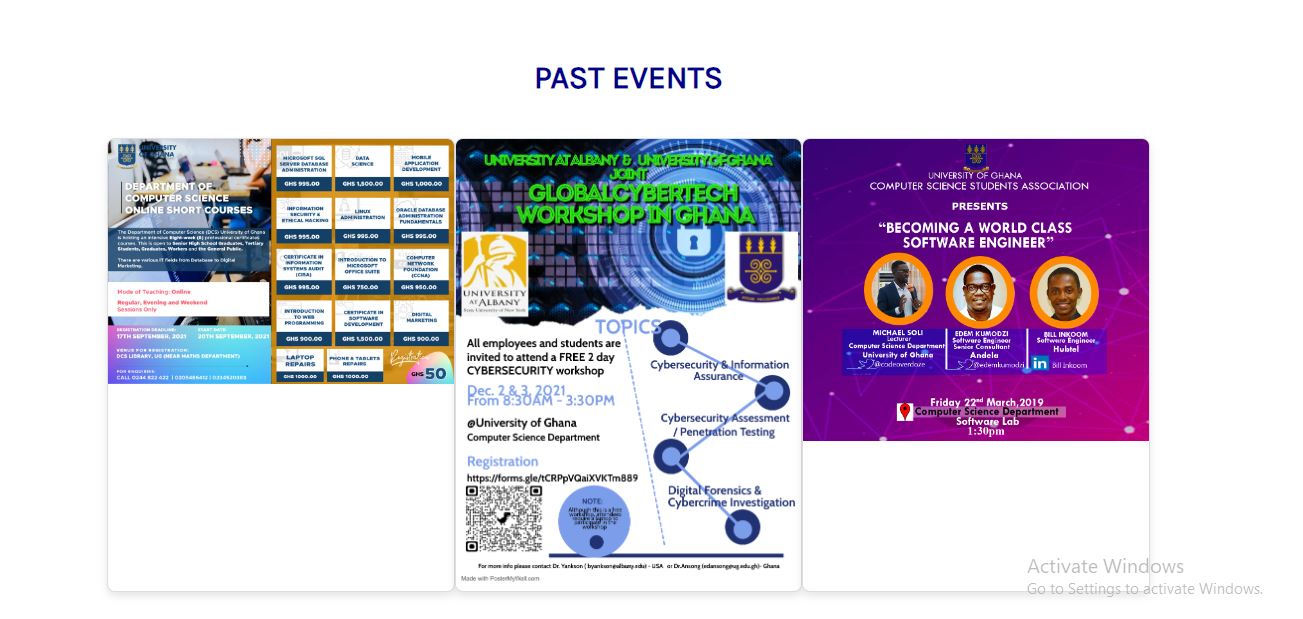 PAST EVENTS
UNIVERSITY
OF GHANA
DEPARTMENT OF
COMPUTER SCIENCE
ONLINE SHORT COURSES
The Department of Computer Science (DCS) University of Ghana
is holding an intensive Eight-week (8) professional certificates
courses. This is open to Senior High School Graduates, Tertiary
Students, Graduates, Workers and the General Public.
There are various IT fields from Database to Digital
Marketing.
Mode of Teaching: Online
Regular, Evening and Weekend
Sessions Only
REGISTRATION DEADLINE:
17TH SEPTEMBER, 2021
START DATE:
20TH SEPTEMBER, 2021
VENUE FOR REGISTRATION:
DCS LIBRARY, UG (NEAR MATHS DEPARTMENT)
FOR ENQUIRIES:
CALL 0244 822 422
MICROSOFT SQL
SERVER DATABASE
ADMINISTRATION
GHS 995.00
DATA
SCIENCE
GHS 1,500.00
MOBILE
APPLICATION
DEVELOPMENT
GHS 1,000.00
INFORMATION
SECURITY &
ETHICAL HACKING
GHS 995.00
LINUX
ADMINISTRATION
GHS 995.00
ORACLE DATABASE
ADMINISTRATION
FUNDAMENTALS
GHS 995.00
CERTIFICATE IN
INFORMATION
SYSTEMS AUDIT
(CISA)
GHS 995.00
INTRODUCTION TO
MICROSOFT
OFFICE SUITE
GHS 750.00
COMPUTER
NETWORK
FOUNDATION
(CCNA)
GHS 950.00
INTRODUCTION
TO WEB
PROGRAMMING
GHS 900.00
CERTIFICATE IN
SOFTWARE
DEVELOPMENT
GHS 1,500.00
DIGITAL
MARKETING
GHS 900.00
LAPTOP
REPAIRS
GHS 1000.00
PHONE & TABLETS
REPAIRS
GHS 1000.00
Registration
GHS 50
UNIVERSITY AT ALBANY & UNIVERSITY OF GHANA
JOINT
GLOBALCYBERTECH
WORKSHOP IN GHANA
UNIVERSITY
AT ALBANY
State University of New York
TOPICS
All employees and students are
invited to attend a FREE 2 day
CYBERSECURITY workshop
Dec. 2 & 3, 2021
From 8:30AM - 3:30PM
@University of Ghana
Computer Science Department
Registration
https://forms.gle/tCRPpVQaiXVKTm889
NOTE:
Although this is a free
workshop, attendees
require a laptop to
participate in the
workshop
Cybersecurity & Information
Assurance
Cybersecurity Assessment
/ Penetration Testing
Digital Forensics &
Cybercrime Investigation
For more info please contact Dr. Yankson ( byankson@albany.edu) - USA or Dr.Ansong (edansong@ug.edu.gh)- Ghana
Made with PosterMyWall.com
UNIVERSITY OF GHANA
COMPUTER SCIENCE STUDENTS ASSOCIATION
PRESENTS
“BECOMING A WORLD CLASS
SOFTWARE ENGINEER”
MICHAEL SOLI
Lecturer
Computer Science Department
University of Ghana
@codeoverdoze
EDEM KUMODZI
Software Engineer
Senior Consultant
Andela
@edemkumodzi
BILL INKOOM
Software Engineer
Hubtel
in Bill Inkoom
Friday 22nd March,2019
Computer Science Department
Software Lab
1:30pm
Activate Windows
Go to Settings to activate Windows.